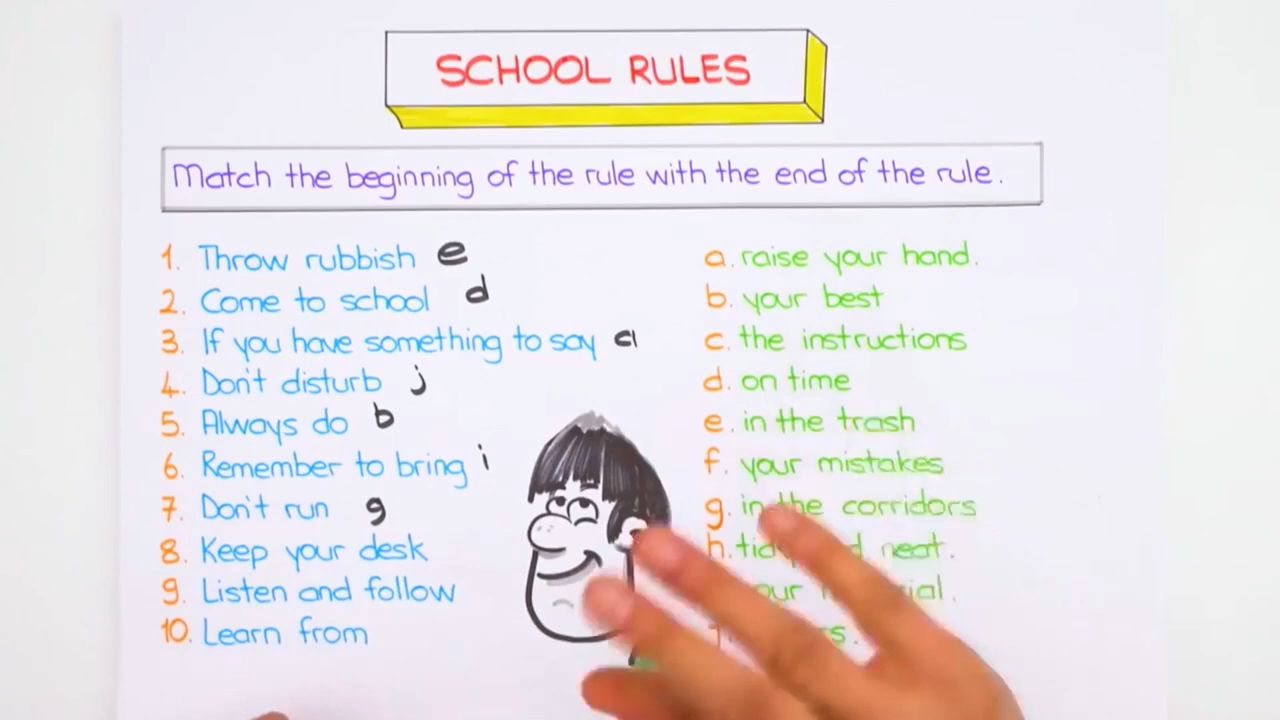 SCHOOL RULES
Match the beginning of the rule with the end of the rule.
1. Throw rubbish e
2. Come to school d
3. If you have something to say a
4. Don't disturb j
5. Always do b
6. Remember to bring i
7. Don't run g
8. Keep your desk
9. Listen and follow
10. Learn from
a. raise your hand.
b. your best
c. the instructions
d. on time
e. in the trash
f. your mistakes
g. in the corridors
h. neat.